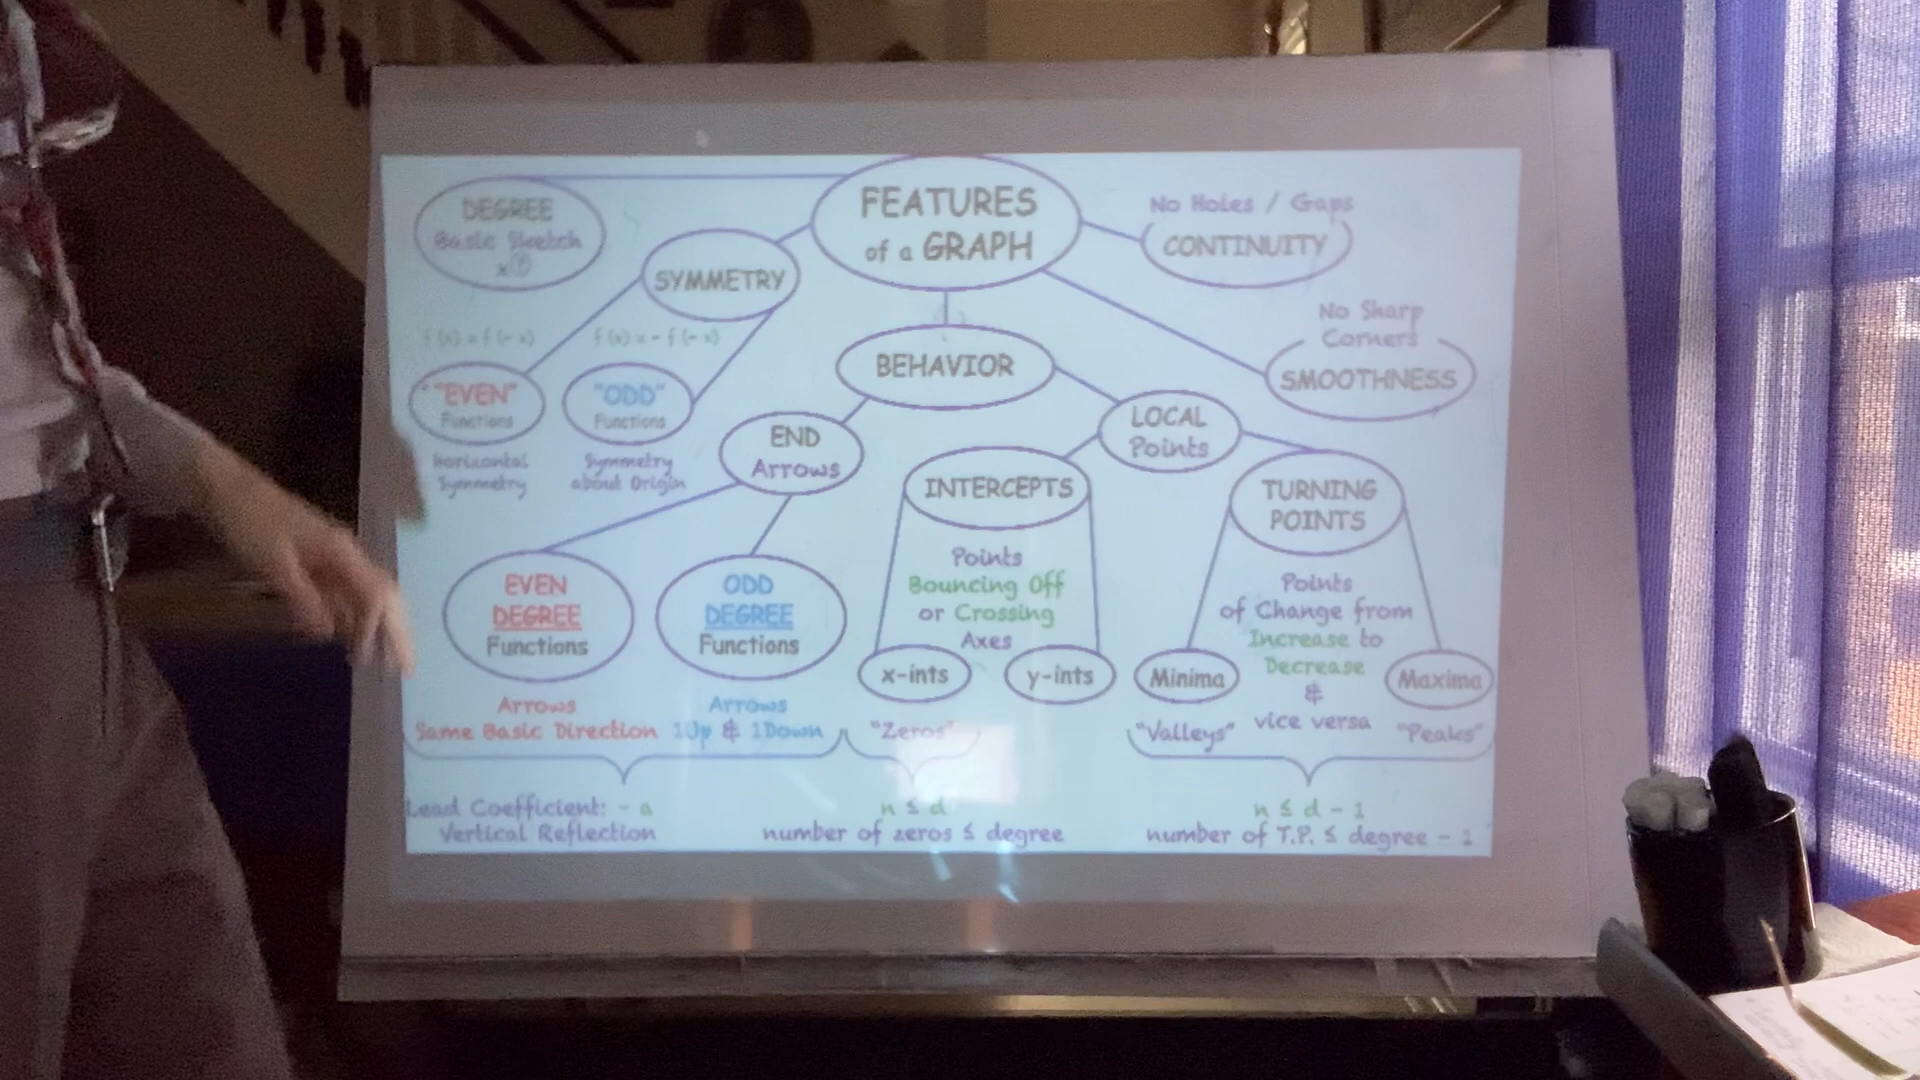 FEATURES
of a GRAPH
DEGREE
Basic Sketch
x
SYMMETRY
f(x) = f(-x)
f(x) = - f(-x)
"EVEN"
Functions
Horizontal
Symmetry
"ODD"
Functions
Symmetry
about Origin
No Holes / Gaps
CONTINUITY
No Sharp
Corners
SMOOTHNESS
BEHAVIOR
END
Arrows
LOCAL
Points
EVEN
DEGREE
Functions
Arrows
Same Basic Direction
ODD
DEGREE
Functions
Arrows
1Up & 1Down
Lead Coefficient: - a
Vertical Reflection
INTERCEPTS
Points
Bouncing Off
or Crossing
Axes
x-ints
y-ints
"Zeros"
n ≤ d
number of zeros ≤ degree
TURNING
POINTS
Points
of Change from
Increase to
Decrease
&
vice versa
Minima
"Valleys"
Maxima
"Peaks"
n ≤ d - 1
number of T.P. ≤ degree - 1